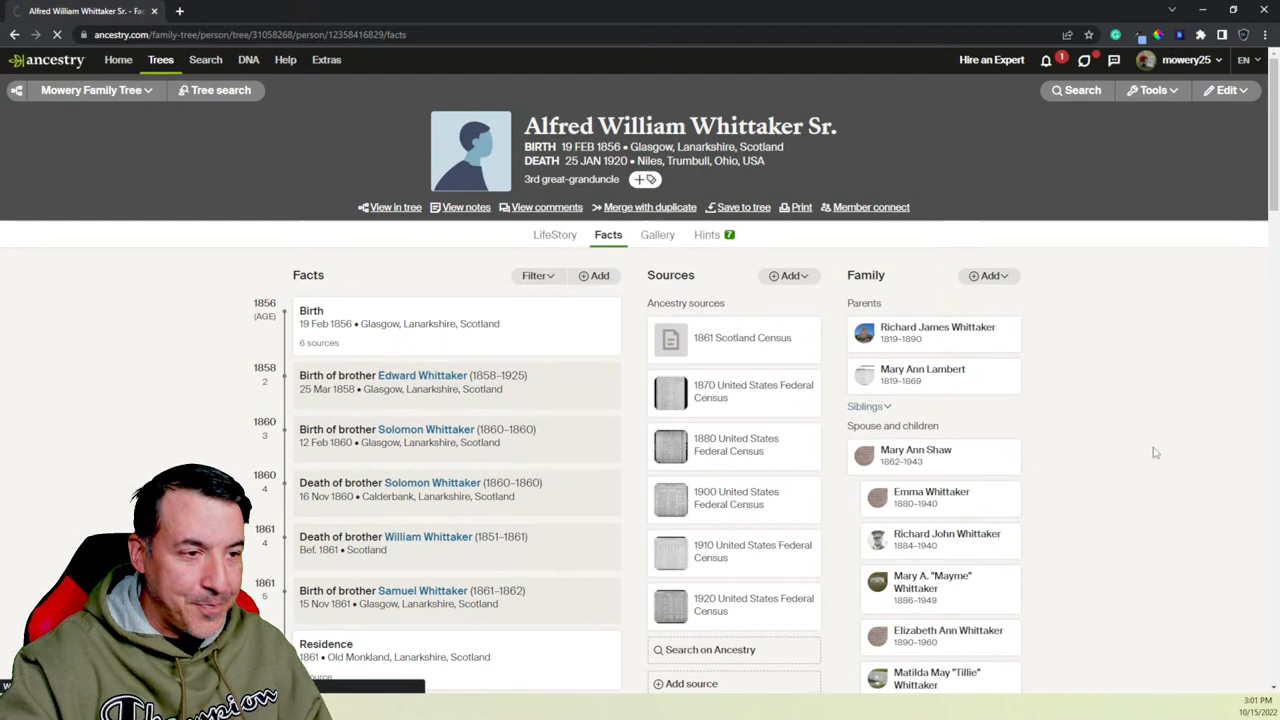 Alfred William Whittaker Sr. - Fac
ancestry.com/family-tree/person/tree/31058268/person/12358416829/facts
ancestry Home Trees Search DNA Help Extras Hire an Expert 1 mowery25 EN
Mowery Family Tree Tree search Search Tools Edit
Alfred William Whittaker Sr.
BIRTH 19 FEB 1856 • Glasgow, Lanarkshire, Scotland
DEATH 25 JAN 1920 • Niles, Trumbull, Ohio, USA
3rd great-granduncle
View in tree View notes View comments Merge with duplicate Save to tree Print Member connect
LifeStory Facts Gallery Hints 7
Facts Filter Add
1856
(AGE)
Birth
19 Feb 1856 • Glasgow, Lanarkshire, Scotland
6 sources
1858
2
Birth of brother Edward Whittaker (1858–1925)
25 Mar 1858 • Glasgow, Lanarkshire, Scotland
1860
3
Birth of brother Solomon Whittaker (1860–1860)
12 Feb 1860 • Glasgow, Lanarkshire, Scotland
1860
4
Death of brother Solomon Whittaker (1860–1860)
16 Nov 1860 • Calderbank, Lanarkshire, Scotland
1861
4
Death of brother William Whittaker (1851–1861)
Bef. 1861 • Scotland
1861
5
Birth of brother Samuel Whittaker (1861–1862)
15 Nov 1861 • Glasgow, Lanarkshire, Scotland
Residence
1861 • Old Monkland, Lanarkshire, Scotland
Sources Add
Ancestry sources
1861 Scotland Census
1870 United States Federal
Census
1880 United States
Federal Census
1900 United States
Federal Census
1910 United States Federal
Census
1920 United States Federal
Census
Search on Ancestry
Add source
Family Add
Parents
Richard James Whittaker
1819–1890
Mary Ann Lambert
1819–1869
Siblings
Spouse and children
Mary Ann Shaw
1862–1943
Emma Whittaker
1880–1940
Richard John Whittaker
1884–1940
Mary A. "Mayme"
Whittaker
1886–1949
Elizabeth Ann Whittaker
1890–1960
Matilda May "Tillie"
Whittaker
Champion
3:01 PM
10/15/2022